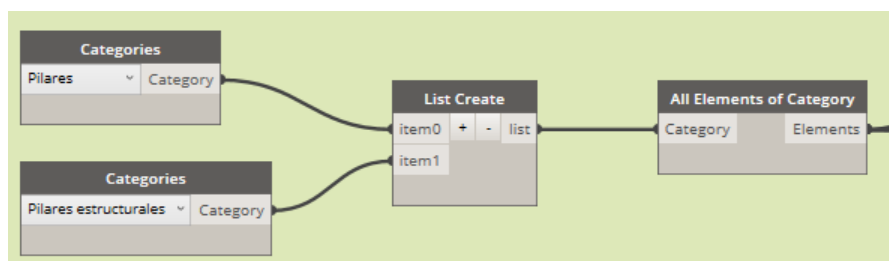 Categories
Pilares Category
Categories
Pilares estructurales Category
List Create
item0 + - list
item1
All Elements of Category
Category Elements